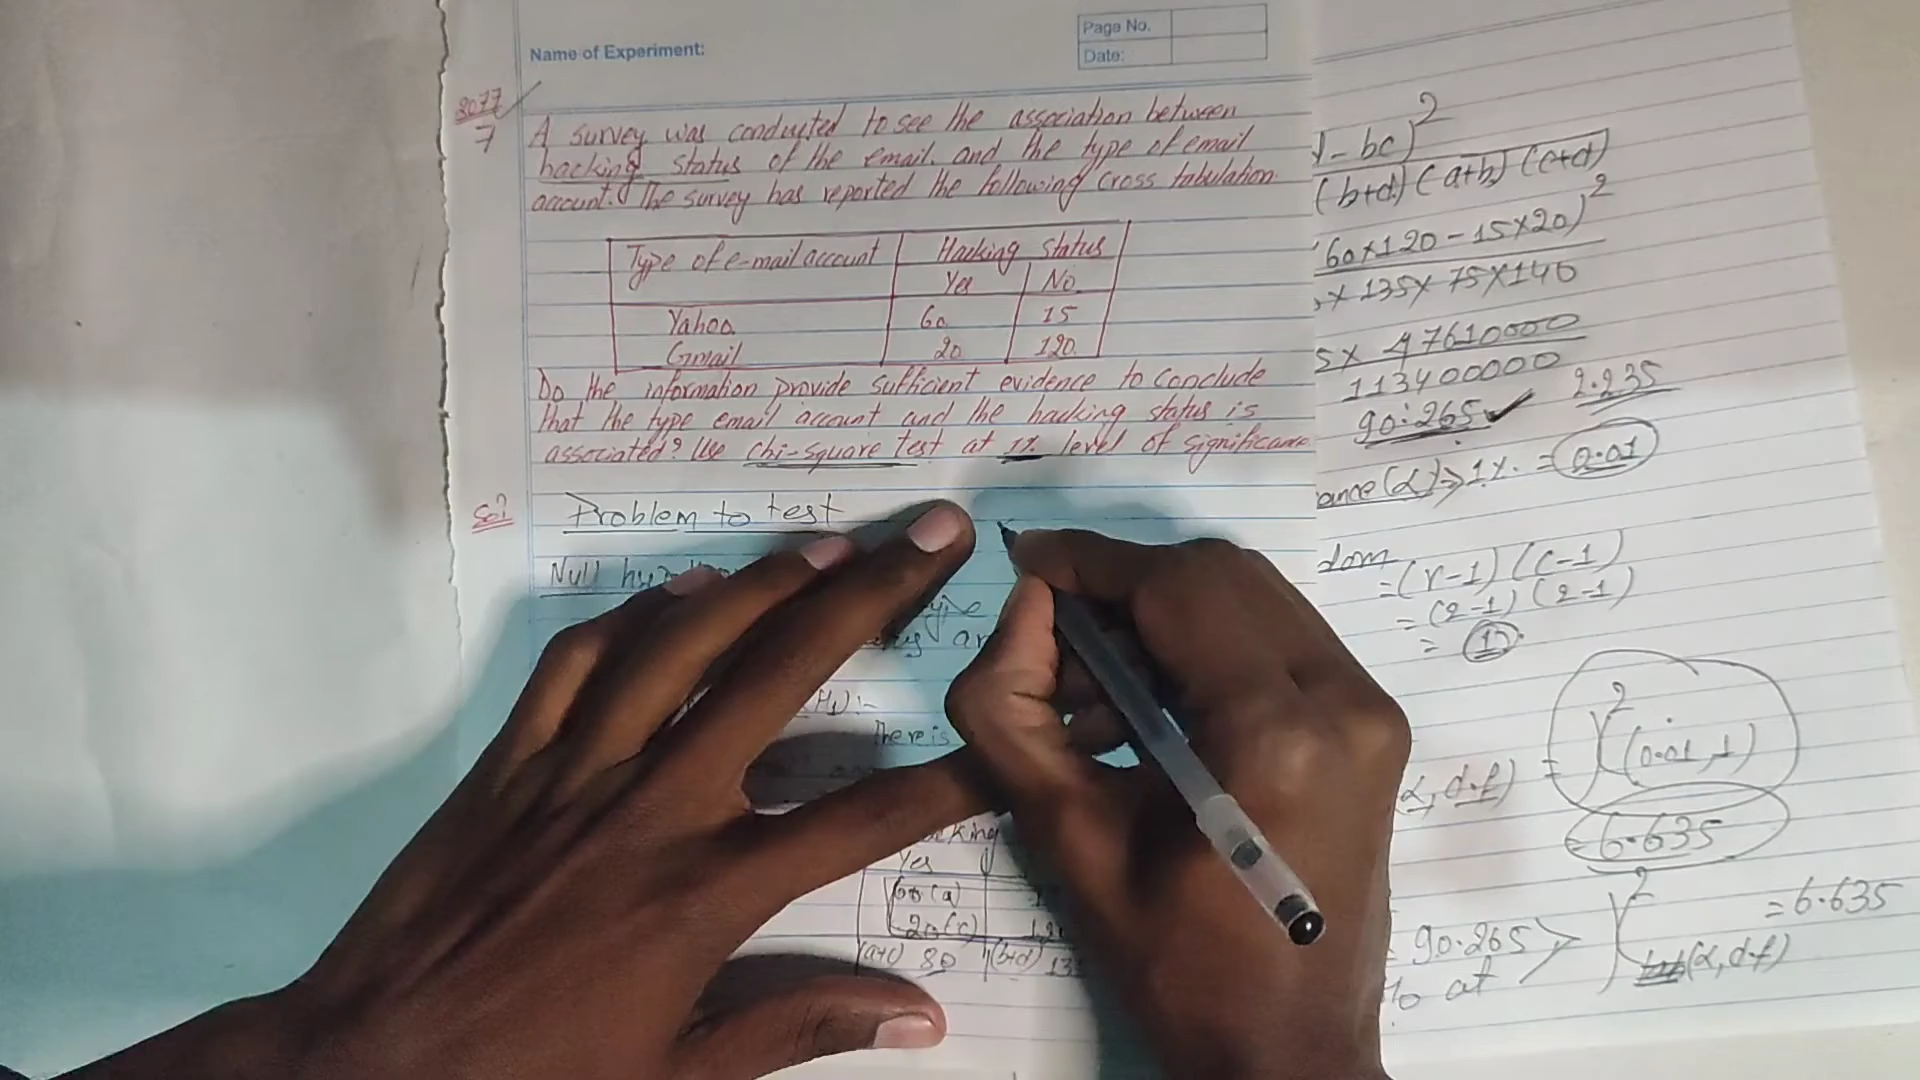 Name of Experiment:
Page No.
Date:
2077
7
A survey was conducted to see the association between
hacking status of the email. and the type of email
account. The survey has reported the following cross tabulation.
Type of e-mail account
Hacking Status
Yes
No
Yahoo.
60
15
Gmail
20
120
Do the information provide sufficient evidence to conclude
that the type email account and the hacking status is
associated? Use chi-square test at 1% level of significance
Problem to test
Null
There is
Yes
20(c)
(a+c) 80
(b+d)
- bc)²
(b+d) (a+b) (c+d)
60×120 - 15×20)²
× 135 × 75 × 140
5× 47610000
113400000
2.235
90.265 ✓
(α) ⇒ 1%. = 0.01
= (r-1) (c-1)
= (2-1) (2-1)
= 1
α, d.f) = χ²(0.01, 1)
= 6.635
= 90.265 > χ²(α, d.f) = 6.635
at